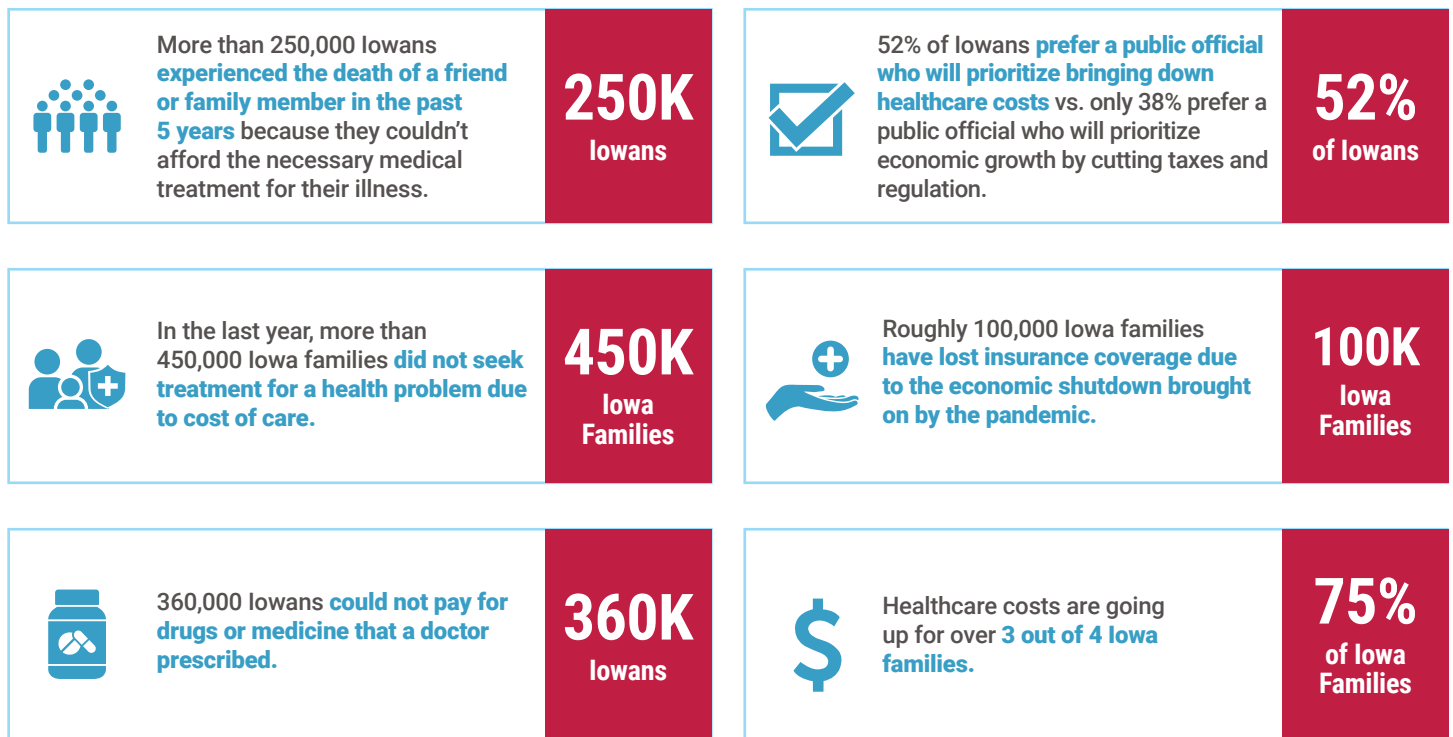 More than 250,000 Iowans
experienced the death of a friend
or family member in the past
5 years because they couldn't
afford the necessary medical
treatment for their illness.
250K
Iowans
52% of Iowans prefer a public official
who will prioritize bringing down
healthcare costs vs. only 38% prefer a
public official who will prioritize
economic growth by cutting taxes and
regulation.
52%
of Iowans
In the last year, more than
450,000 Iowa families did not seek
treatment for a health problem due
to cost of care.
450K
Iowa
Families
Roughly 100,000 Iowa families
have lost insurance coverage due
to the economic shutdown brought
on by the pandemic.
100K
Iowa
Families
360,000 Iowans could not pay for
drugs or medicine that a doctor
prescribed.
360K
Iowans
Healthcare costs are going
up for over 3 out of 4 Iowa
families.
75%
of Iowa
Families